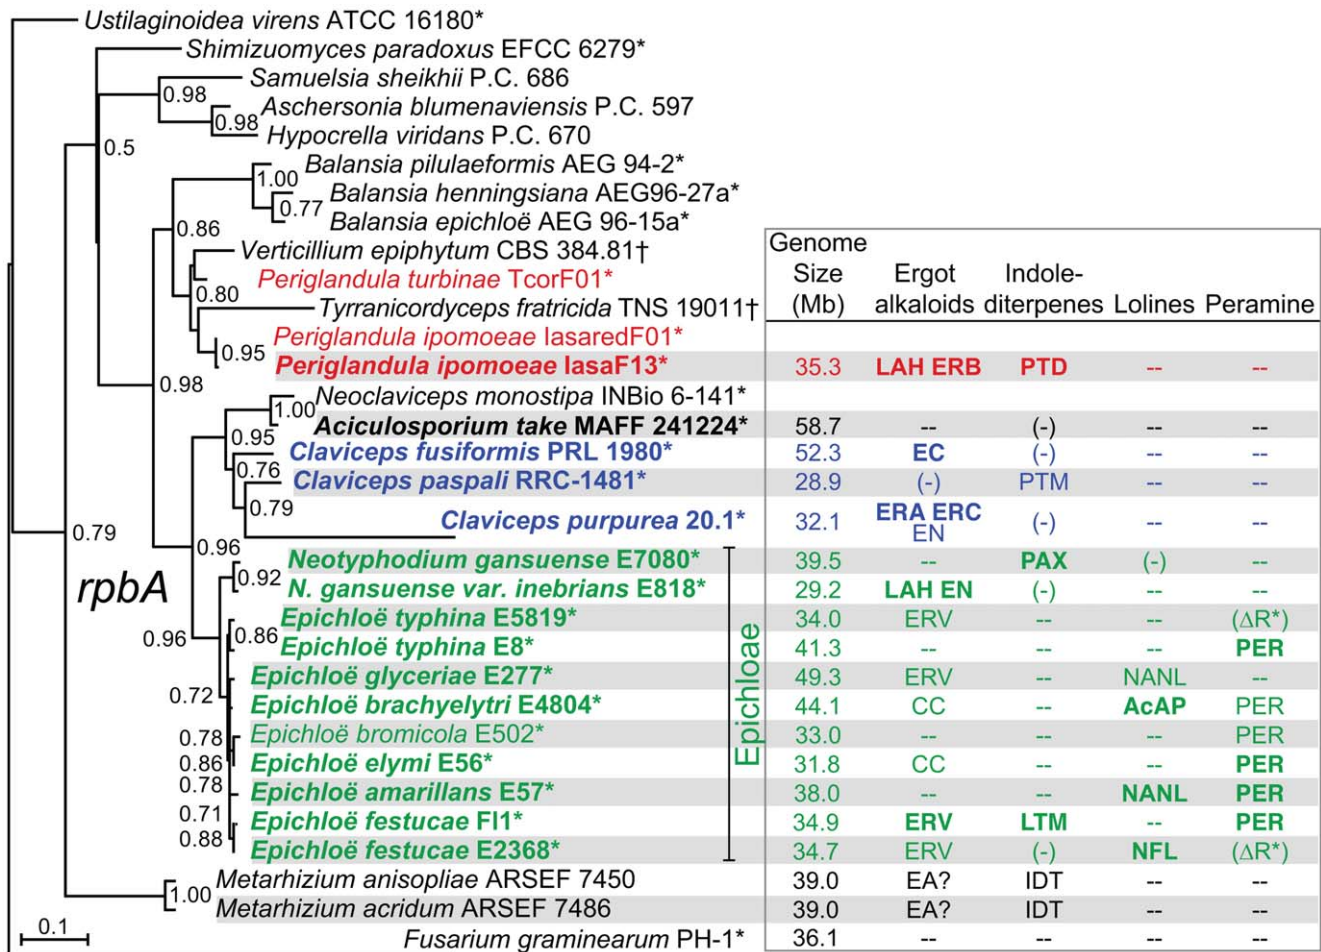 Ustilaginoidea virens ATCC 16180*
Shimizuomyces paradoxus EFCC 6279*
Samuelsia sheikhii P.C. 686
0.98
Aschersonia blumenaviensis P.C. 597
0.98
Hypocrella viridans P.C. 670
0.5
Balansia pilulaeformis AEG 94-2*
1.00
Balansia henningsiana AEG96-27a*
0.77
Balansia epichloë AEG 96-15a*
0.86
Verticillium epiphytum CBS 384.81†
Periglandula turbinae TcorF01*
0.80
Tyrranicordyceps fratricida TNS 19011†
Periglandula ipomoeae IasaredF01*
0.95
Genome
Size Ergot Indole-
(Mb) alkaloids diterpenes Lolines Peramine
Periglandula ipomoeae IasaF13* 35.3 LAH ERB PTD -- --
0.98
Neoclaviceps monostipa INBio 6-141*
1.00
Aciculosporium take MAFF 241224* 58.7 -- (-) -- --
0.95
Claviceps fusiformis PRL 1980* 52.3 EC (-) -- --
0.76
Claviceps paspali RRC-1481* 28.9 (-) PTM -- --
0.79
Claviceps purpurea 20.1* 32.1 ERA ERC (-) -- --
EN
0.79
0.96
rpbA
Neotyphodium gansuense E7080* 39.5 -- PAX (-) --
0.92
N. gansuense var. inebrians E818* 29.2 LAH EN (-) -- --
Epichloë typhina E5819* 34.0 ERV -- -- (ΔR*)
0.96
0.86
Epichloë typhina E8* 41.3 -- -- -- PER
Epichloë glyceriae E277* 49.3 ERV -- NANL --
0.72
Epichloë brachyelytri E4804* 44.1 CC -- AcAP PER
0.78
Epichloë bromicola E502* 33.0 -- -- -- PER
0.86
Epichloë elymi E56* 31.8 CC -- -- PER
0.78
Epichloë amarillans E57* 38.0 -- -- NANL PER
0.71
Epichloë festucae Fl1* 34.9 ERV LTM -- PER
0.88
Epichloë festucae E2368* 34.7 ERV (-) NFL (ΔR*)
Epichloae
Metarhizium anisopliae ARSEF 7450 39.0 EA? IDT -- --
1.00
Metarhizium acridum ARSEF 7486 39.0 EA? IDT -- --
0.1
Fusarium graminearum PH-1* 36.1 -- -- -- --